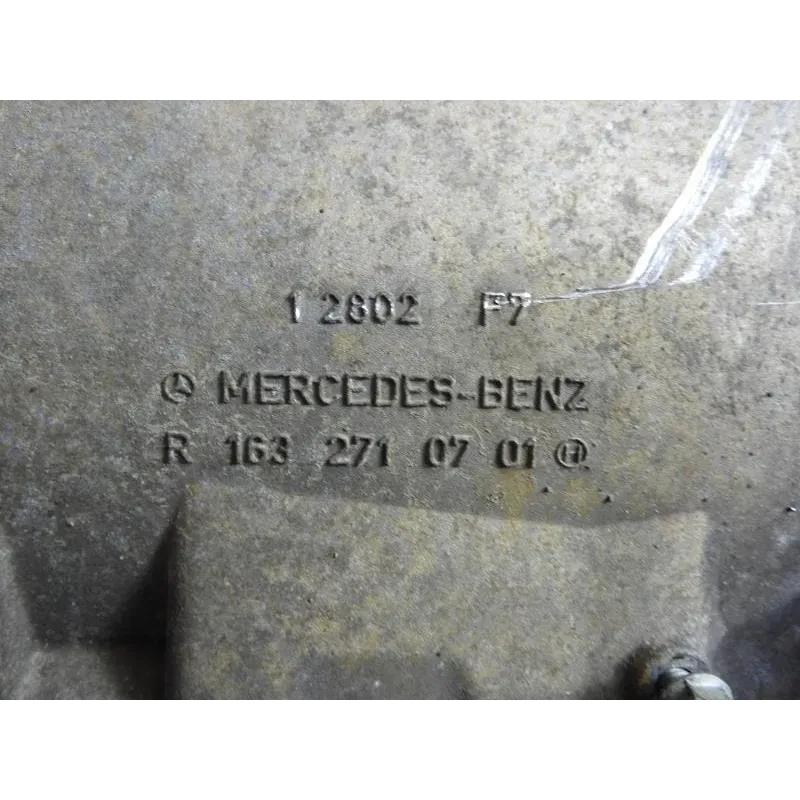 1 2802 F7
MERCEDES-BENZ
R 163 271 07 01 H